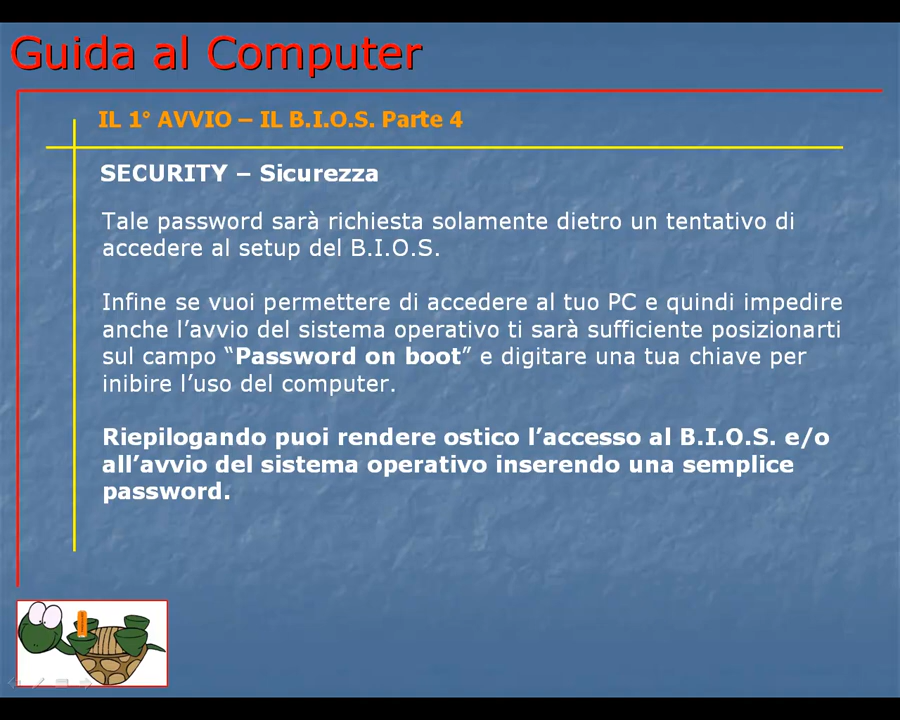 Guida al Computer
IL 1° AVVIO – IL B.I.O.S. Parte 4
SECURITY – Sicurezza
Tale password sarà richiesta solamente dietro un tentativo di
accedere al setup del B.I.O.S.
Infine se vuoi permettere di accedere al tuo PC e quindi impedire
anche l’avvio del sistema operativo ti sarà sufficiente posizionarti
sul campo “Password on boot” e digitare una tua chiave per
inibire l’uso del computer.
Riepilogando puoi rendere ostico l’accesso al B.I.O.S. e/o
all’avvio del sistema operativo inserendo una semplice
password.